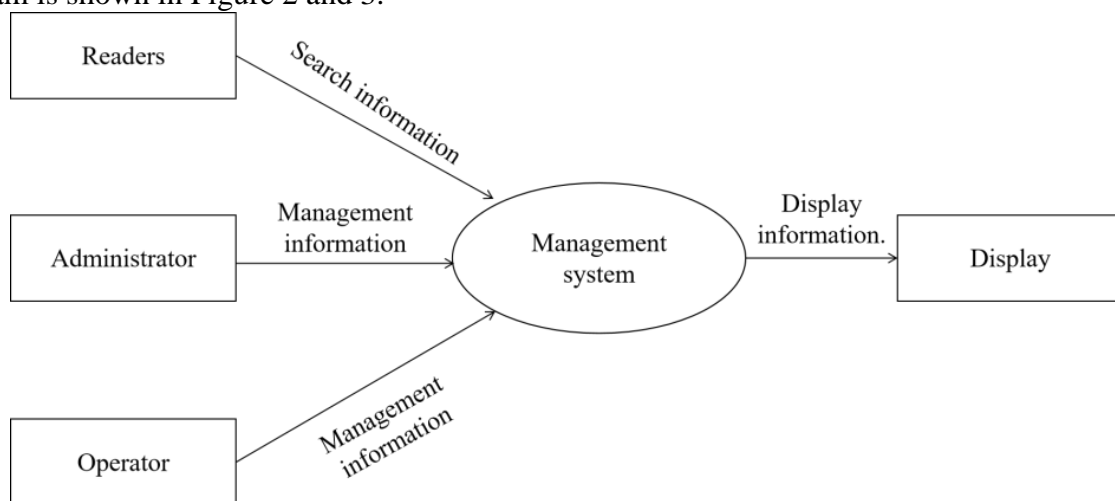 is shown in Figure 2 and 3.
Readers
Search information
Administrator
Management
information
Management
system
Display
information.
Display
Operator
Management
information